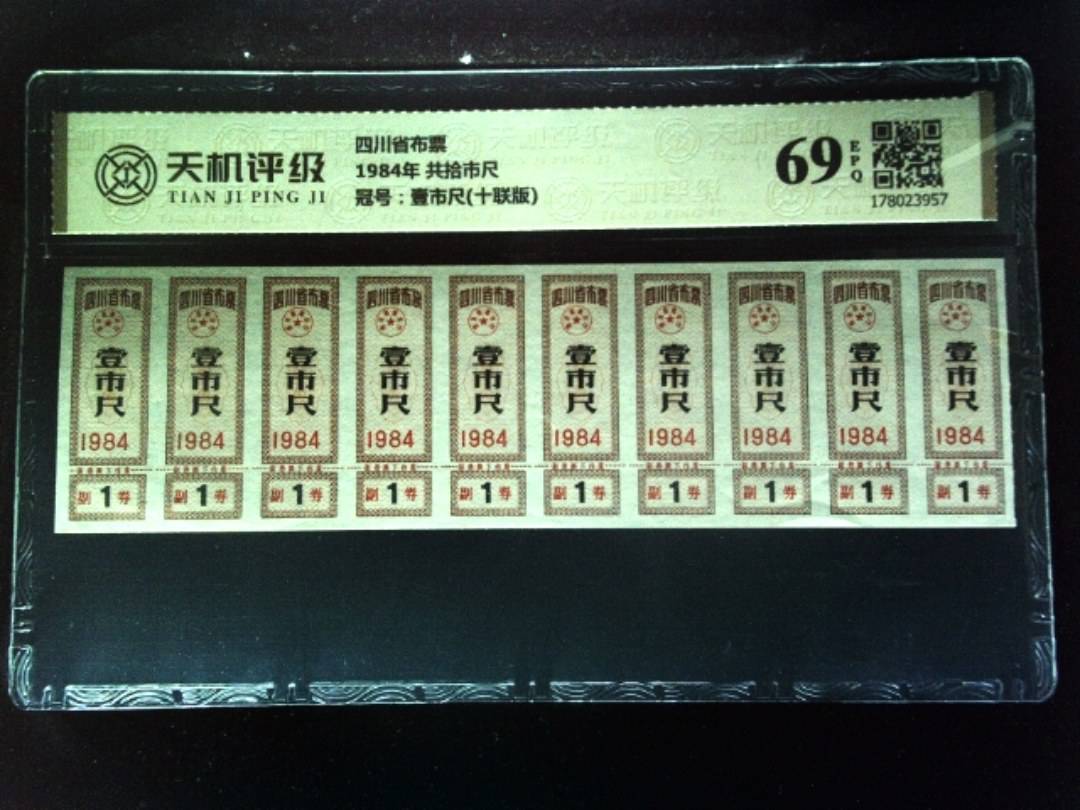 天机评级
TIAN JI PING JI
四川省布票
1984年 共拾市尺
冠号：壹市尺(十联版)
69
EPQ
178023957
四川省布票 四川省布票 四川省布票 四川省布票 四川省布票 四川省布票 四川省布票 四川省布票 四川省布票 四川省布票
壹市尺 壹市尺 壹市尺 壹市尺 壹市尺 壹市尺 壹市尺 壹市尺 壹市尺 壹市尺
1984 1984 1984 1984 1984 1984 1984 1984 1984 1984
副1券 副1券 副1券 副1券 副1券 副1券 副1券 副1券 副1券 副1券